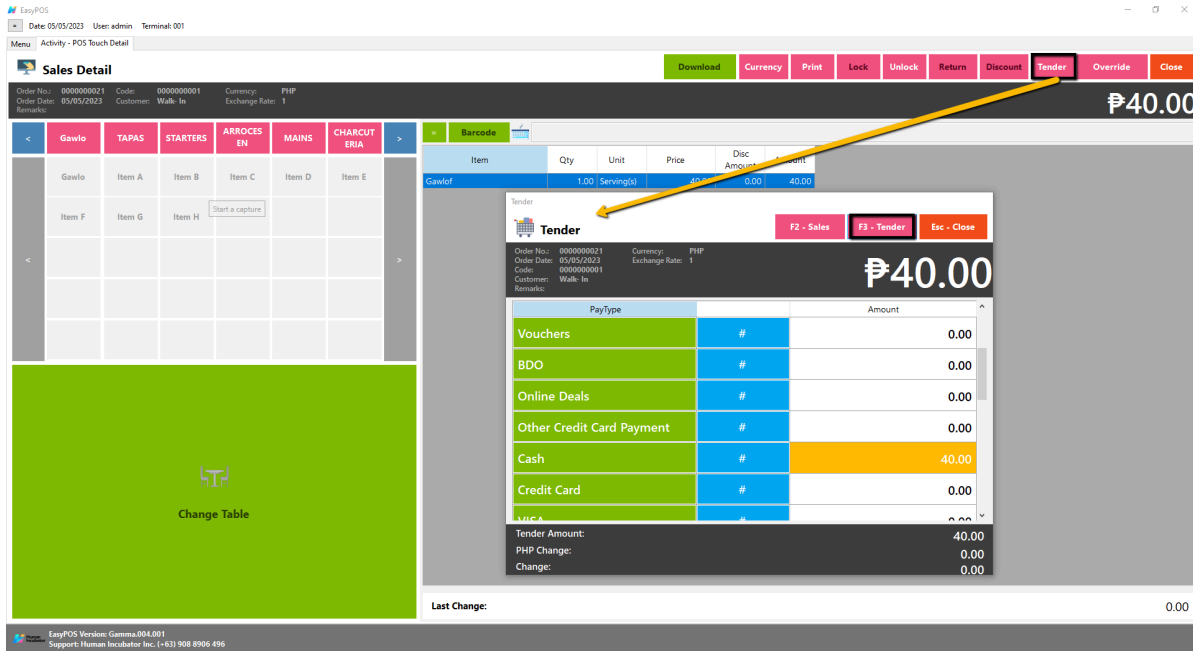 EasyPOS
Date: 05/05/2023 User: admin Terminal: 001
Menu Activity - POS Touch Detail
Sales Detail
Download Currency Print Lock Unlock Return Discount Tender Override Close
Order No.: 0000000021 Code: 0000000001 Currency: PHP
Order Date: 05/05/2023 Customer: Walk- In Exchange Rate: 1
Remarks:
₱40.00
< Gawlo TAPAS STARTERS ARROCES EN MAINS CHARCUT ERIA >
Barcode
Item Qty Unit Price Disc Amount Amount
Gawlof 1.00 Serving(s) 40.00 0.00 40.00
Gawlo Item A Item B Item C Item D Item E
Item F Item G Item H Start a capture
< >
Change Table
Tender
Tender
F2 - Sales F3 - Tender Esc - Close
Order No.: 0000000021 Currency: PHP
Order Date: 05/05/2023 Exchange Rate: 1
Code: 0000000001
Customer: Walk- In
Remarks:
₱40.00
PayType Amount
Vouchers # 0.00
BDO # 0.00
Online Deals # 0.00
Other Credit Card Payment # 0.00
Cash # 40.00
Credit Card # 0.00
VISA # 0.00
Tender Amount: 40.00
PHP Change: 0.00
Change: 0.00
Last Change: 0.00
Human Incubator
EasyPOS Version: Gamma.004.001
Support: Human Incubator Inc. (+63) 908 8906 496